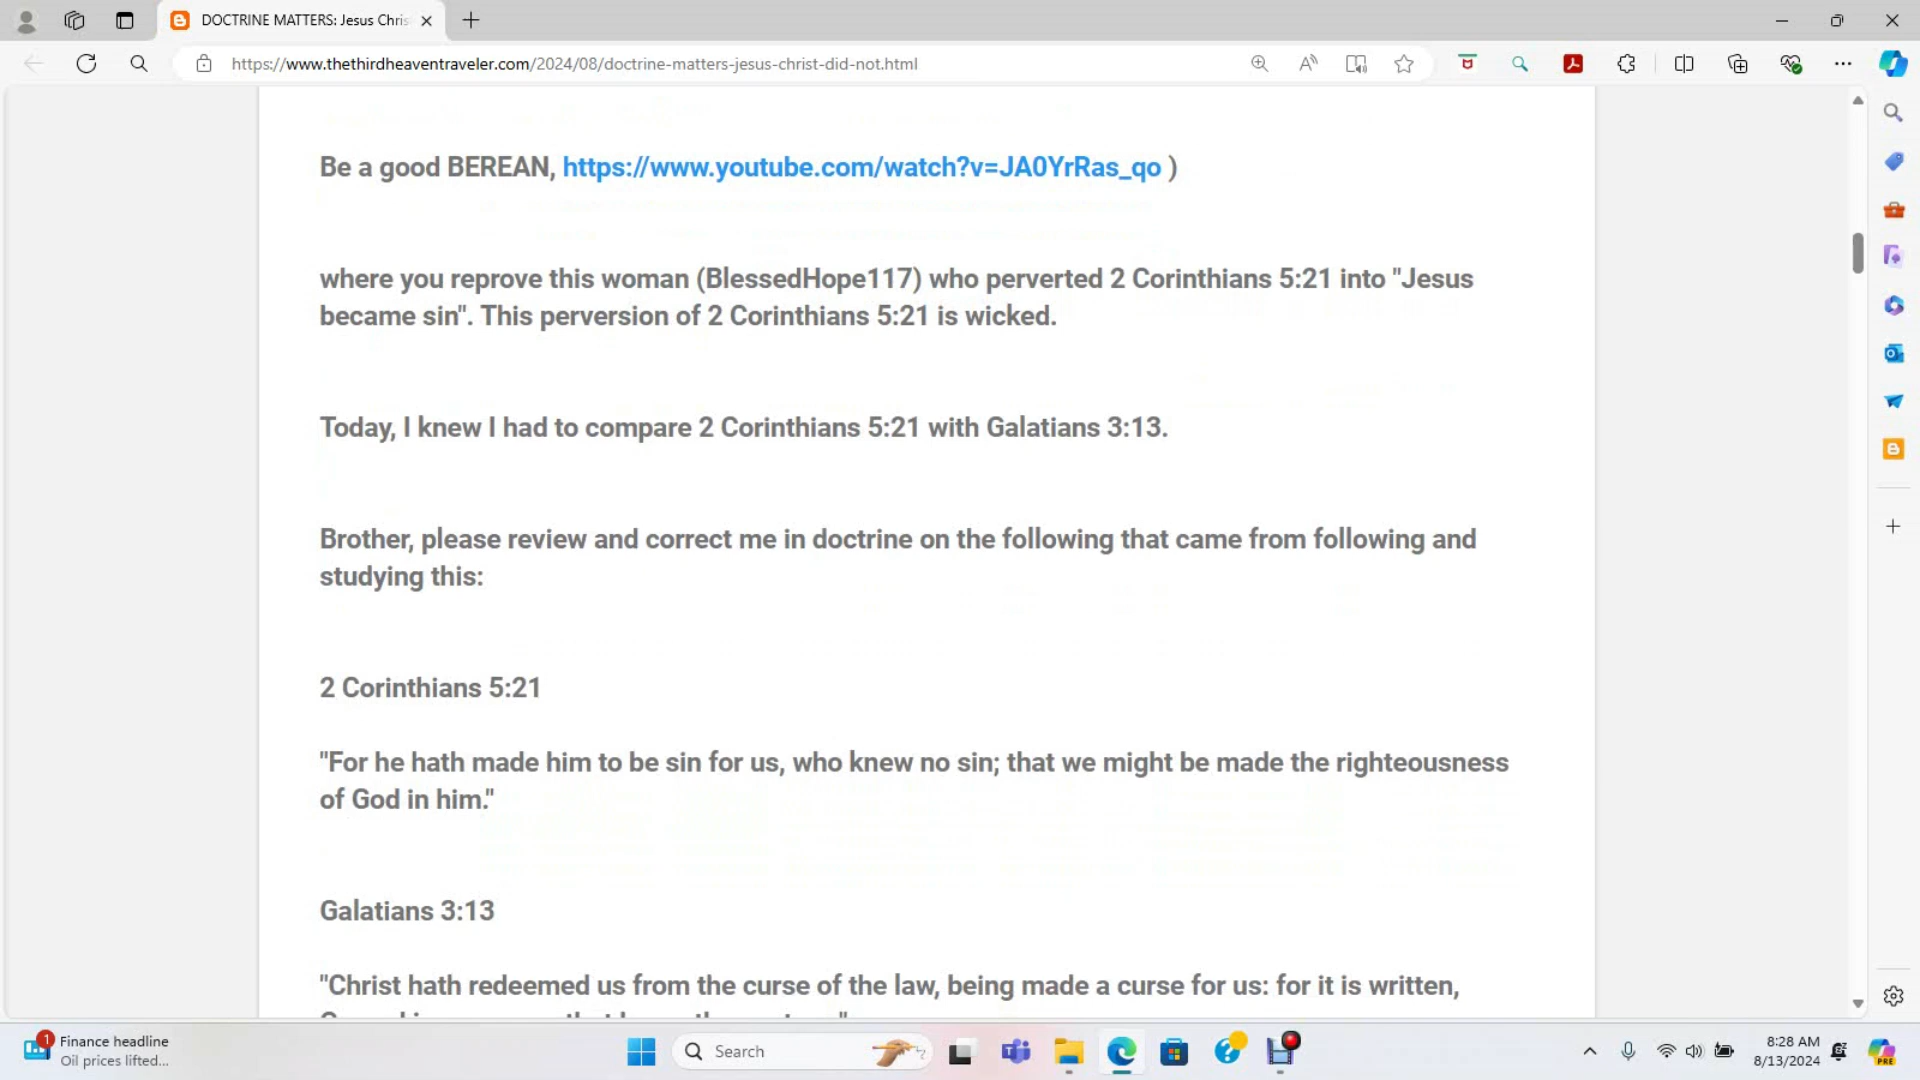 DOCTRINE MATTERS: Jesus Chris
https://www.thethirdheaventraveler.com/2024/08/doctrine-matters-jesus-christ-did-not.html
Be a good BEREAN, https://www.youtube.com/watch?v=JA0YrRas_qo )
where you reprove this woman (BlessedHope117) who perverted 2 Corinthians 5:21 into "Jesus
became sin". This perversion of 2 Corinthians 5:21 is wicked.
Today, I knew I had to compare 2 Corinthians 5:21 with Galatians 3:13.
Brother, please review and correct me in doctrine on the following that came from following and
studying this:
2 Corinthians 5:21
"For he hath made him to be sin for us, who knew no sin; that we might be made the righteousness
of God in him."
Galatians 3:13
"Christ hath redeemed us from the curse of the law, being made a curse for us: for it is written,
1
Finance headline
Oil prices lifted...
Search
8:28 AM
8/13/2024
PRE